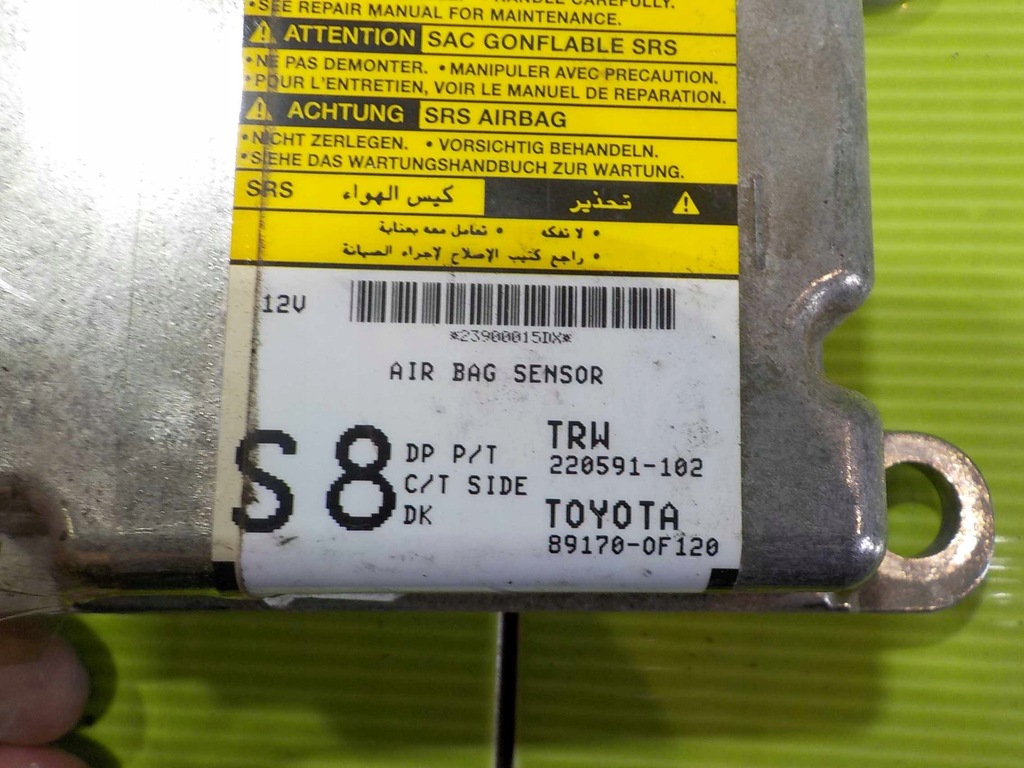 HANDLE CAREFULLY.
•SEE REPAIR MANUAL FOR MAINTENANCE.
ATTENTION SAC GONFLABLE SRS
•NE PAS DEMONTER. •MANIPULER AVEC PRECAUTION.
•POUR L'ENTRETIEN, VOIR LE MANUEL DE REPARATION.
ACHTUNG SRS AIRBAG
•NICHT ZERLEGEN. •VORSICHTIG BEHANDELN.
•SIEHE DAS WARTUNGSHANDBUCH ZUR WARTUNG.
تحذير كيس الهواء SRS
• لا تفكه • تعامل معه بعناية
• راجع كتيب الإصلاح لاجراء الصيانة
12V
*23900015DX*
AIR BAG SENSOR
S8
DP P/T
C/T SIDE
DK
TRW
220591-102
TOYOTA
89170-0F120